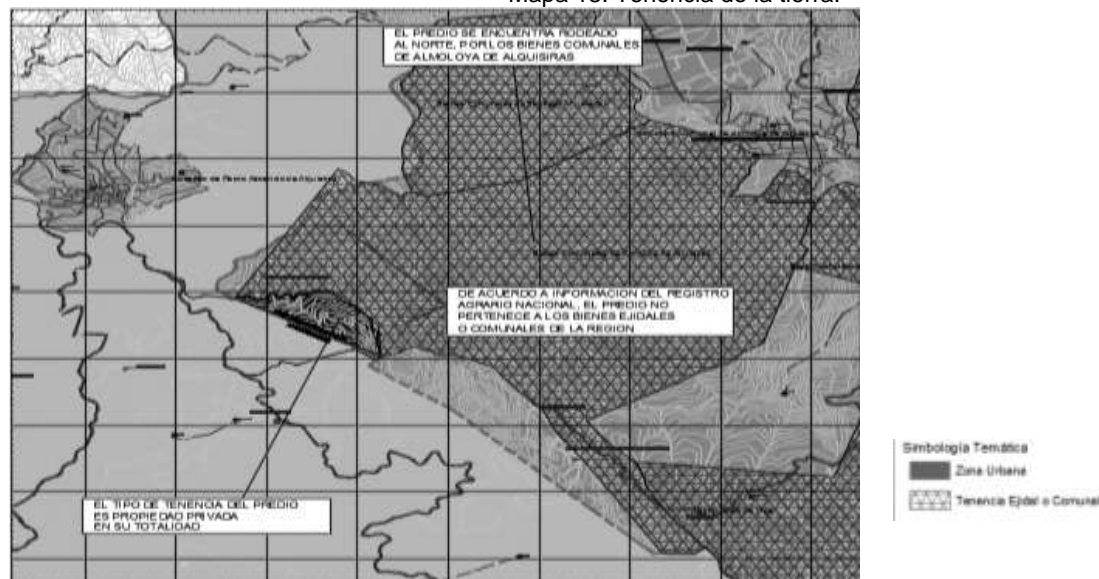 Mapa 18. Tenencia de la tierra.
EL PREDIO SE ENCUENTRA RODEADO
AL NORTE, POR LOS BIENES COMUNALES
DE ALMOLOYA DE ALQUISIRAS
DE ACUERDO A INFORMACION DEL REGISTRO
AGRARIO NACIONAL, EL PREDIO NO
PERTENECE A LOS BIENES EJIDALES
O COMUNALES DE LA REGION
EL TIPO DE TENENCIA DEL PREDIO
ES PROPIEDAD PRIVADA
EN SU TOTALIDAD
Simbología Temática
Zona Urbana
Tenencia Ejidal o Comunal